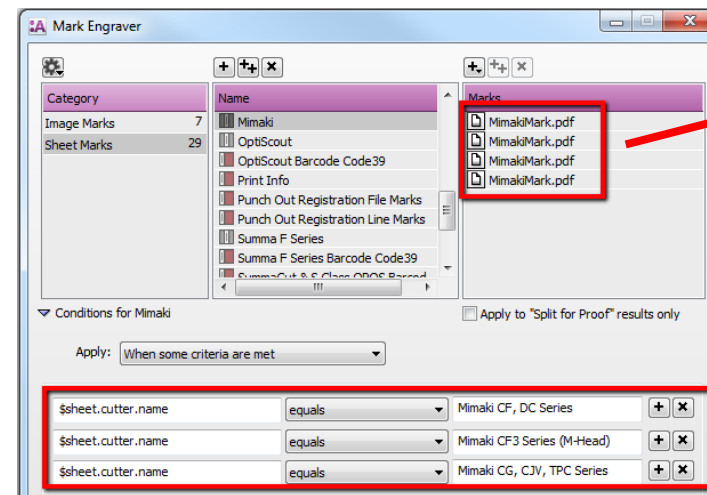 :A Mark Engraver
Category
Image Marks 7
Sheet Marks 29
Name
Mimaki
OptiScout
OptiScout Barcode Code39
Print Info
Punch Out Registration File Marks
Punch Out Registration Line Marks
Summa F Series
Summa F Series Barcode Code39
SummaCut & S Class OPOS Barcod
Marks
MimakiMark.pdf
MimakiMark.pdf
MimakiMark.pdf
MimakiMark.pdf
Conditions for Mimaki
Apply to "Split for Proof" results only
Apply: When some criteria are met
$sheet.cutter.name equals Mimaki CF, DC Series
$sheet.cutter.name equals Mimaki CF3 Series (M-Head)
$sheet.cutter.name equals Mimaki CG, CJV, TPC Series